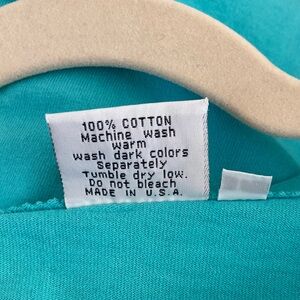 100% COTTON
Machine wash
warm
wash dark colors
Separately
Tumble dry low.
Do not bleach
MADE IN U.S.A.